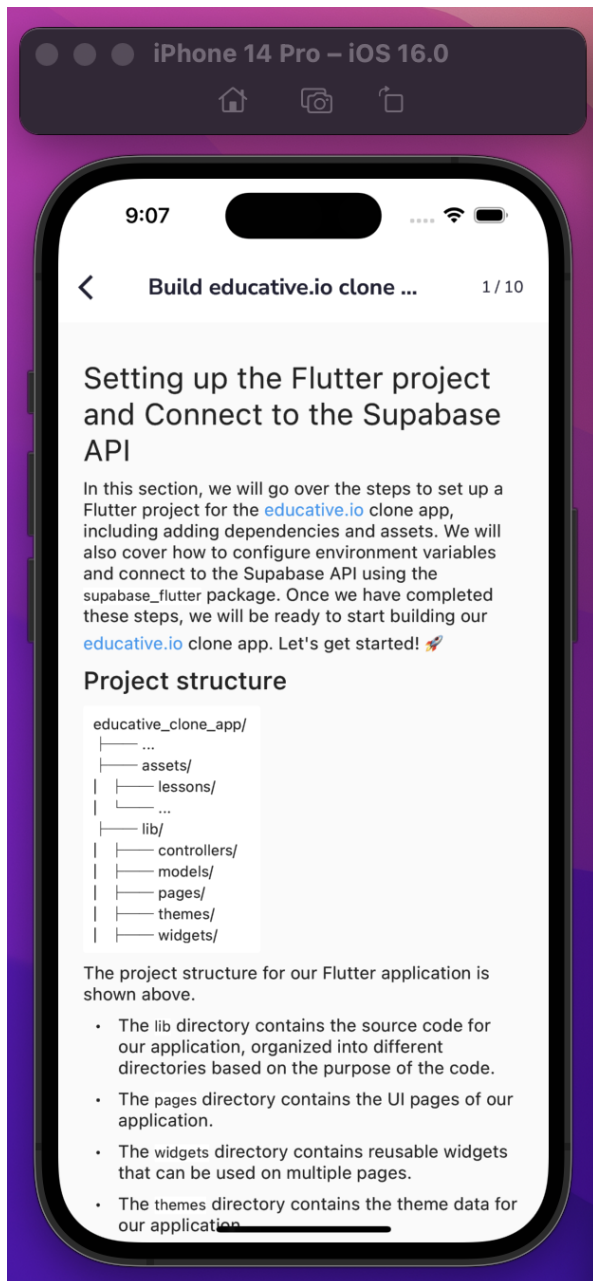 iPhone 14 Pro – iOS 16.0
9:07
Build educative.io clone ...
1 / 10
Setting up the Flutter project
and Connect to the Supabase
API
In this section, we will go over the steps to set up a
Flutter project for the educative.io clone app,
including adding dependencies and assets. We will
also cover how to configure environment variables
and connect to the Supabase API using the
supabase_flutter package. Once we have completed
these steps, we will be ready to start building our
educative.io clone app. Let's get started! 🚀
Project structure
educative_clone_app/
├── ...
├── assets/
│ ├── lessons/
│ └── ...
├── lib/
│ ├── controllers/
│ ├── models/
│ ├── pages/
│ ├── themes/
│ ├── widgets/
The project structure for our Flutter application is
shown above.
• The lib directory contains the source code for
our application, organized into different
directories based on the purpose of the code.
• The pages directory contains the UI pages of our
application.
• The widgets directory contains reusable widgets
that can be used on multiple pages.
• The themes directory contains the theme data for
our application